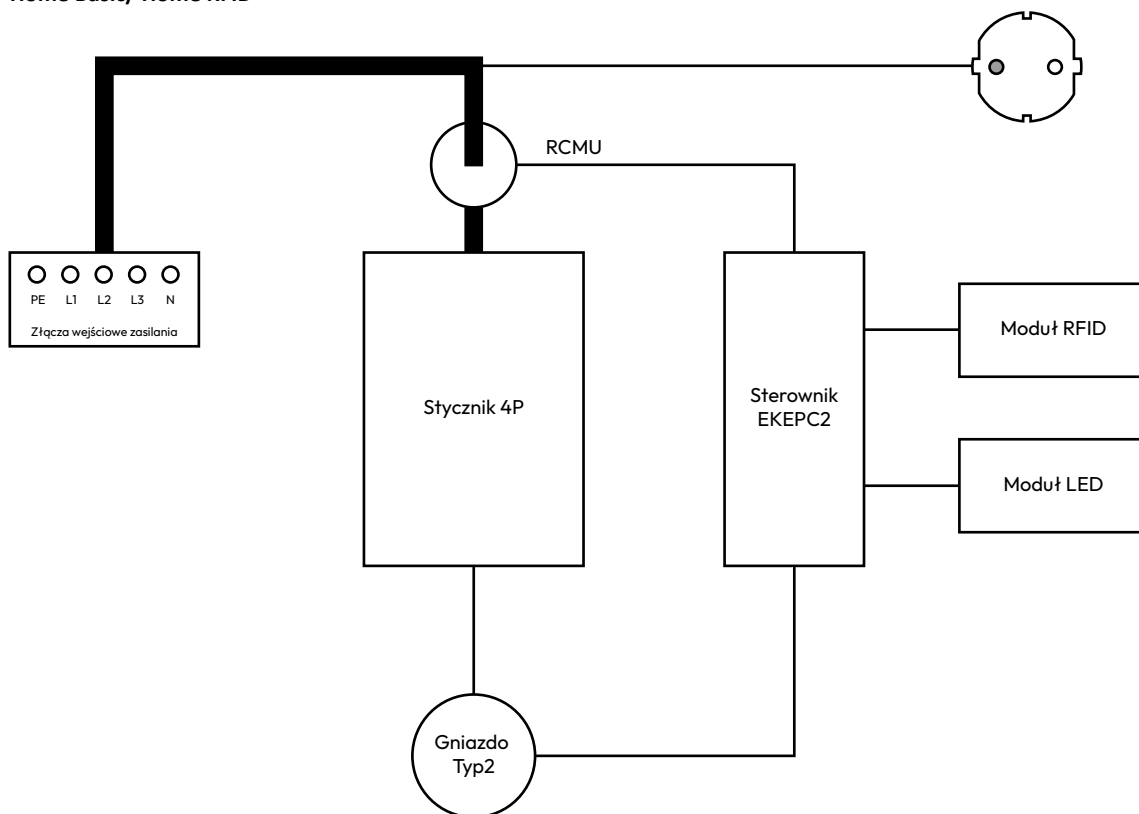 RCMU
PE L1 L2 L3 N
Złącza wejściowe zasilania
Stycznik 4P
Sterownik
EKEPC2
Moduł RFID
Moduł LED
Gniazdo
Typ2